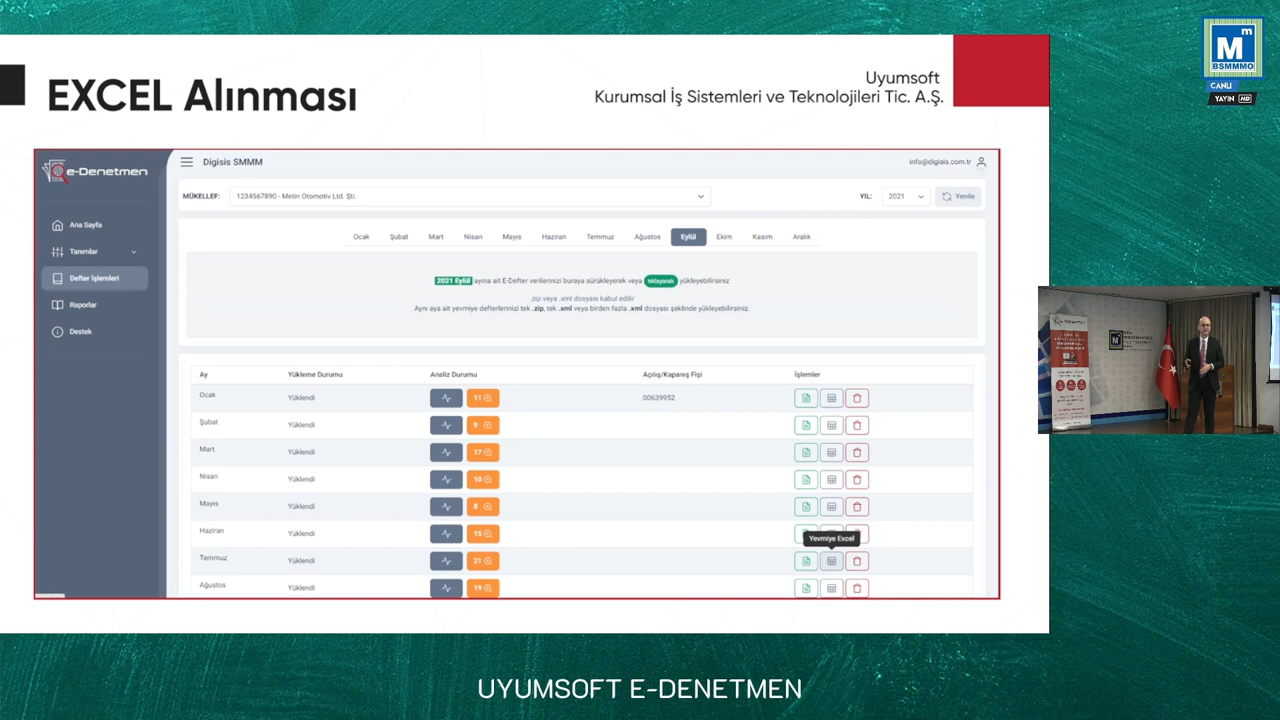 EXCEL Alınması
Uyumsoft
Kurumsal İş Sistemleri ve Teknolojileri Tic. A.Ş.
M m
BSMMMO
CANLI
YAYIN HD
e-Denetmen
Digisis SMMM
info@digisis.com.tr
MÜKELLEF: 1234567890 - Metin Otomotiv Ltd. Şti. YIL: 2021 Yenile
Ana Sayfa
Tanımlar
Defter İşlemleri
Raporlar
Destek
Ocak Şubat Mart Nisan Mayıs Haziran Temmuz Ağustos Eylül Ekim Kasım Aralık
2021 Eylül ayına ait E-Defter verilerinizi buraya sürükleyerek veya tıklayarak yükleyebilirsiniz
.zip veya .xml dosyası kabul edilir
Aynı aya ait yevmiye defterlerinizi tek .zip, tek .xml veya birden fazla .xml dosyası şeklinde yükleyebilirsiniz.
Ay Yükleme Durumu Analiz Durumu Açılış/Kapanış Fişi İşlemler
Ocak Yüklendi 11 00639952
Şubat Yüklendi 9
Mart Yüklendi 17
Nisan Yüklendi 10
Mayıs Yüklendi 8
Haziran Yüklendi 15
Yevmiye Excel
Temmuz Yüklendi 21
Ağustos Yüklendi 19
e-Denetmen
UYUMSOFT E-DENETMEN